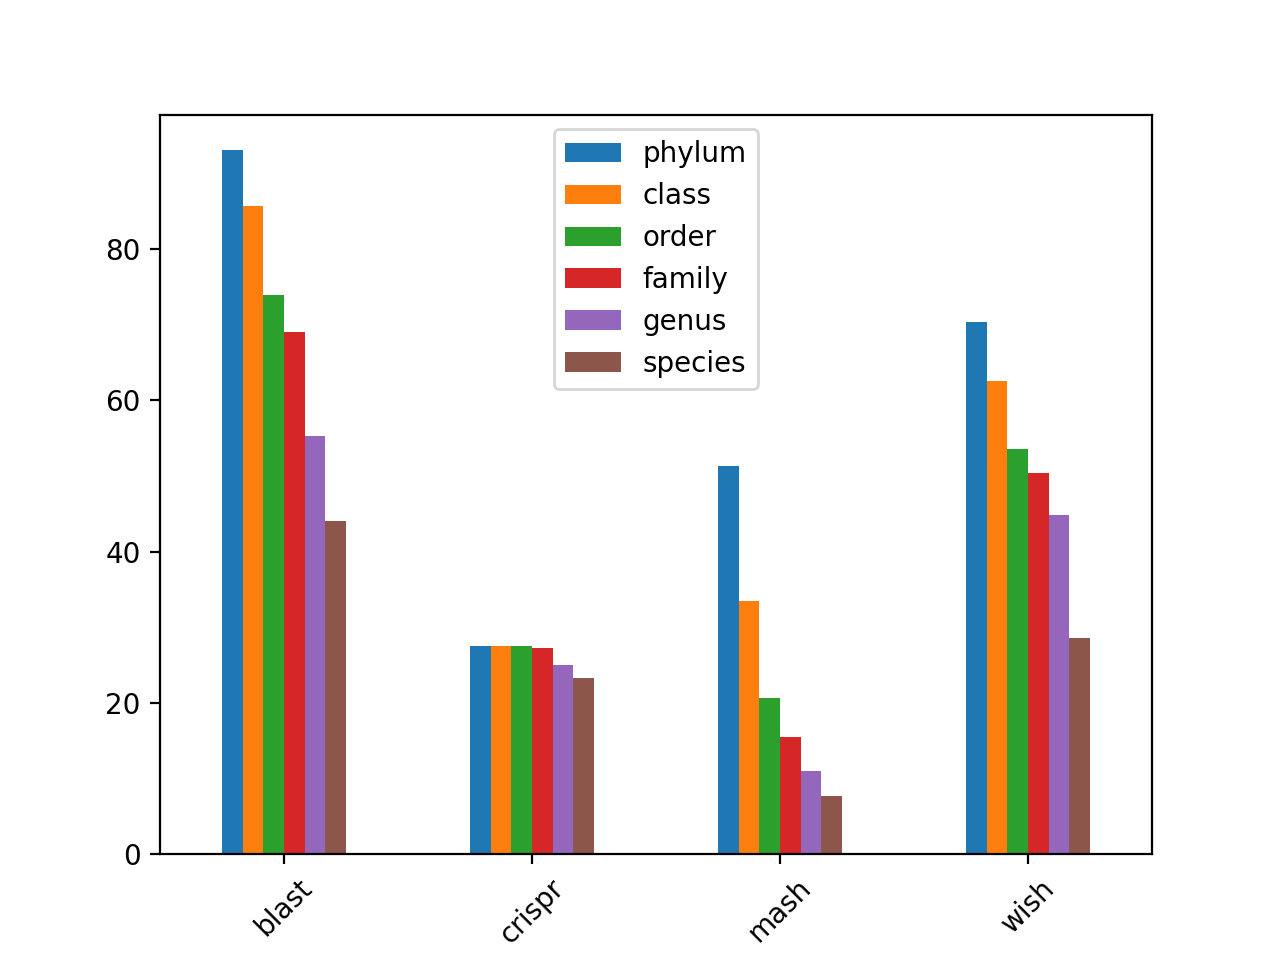 phylum
class
order
family
genus
species
80
60
40
20
0
blast
crispr
mash
wish